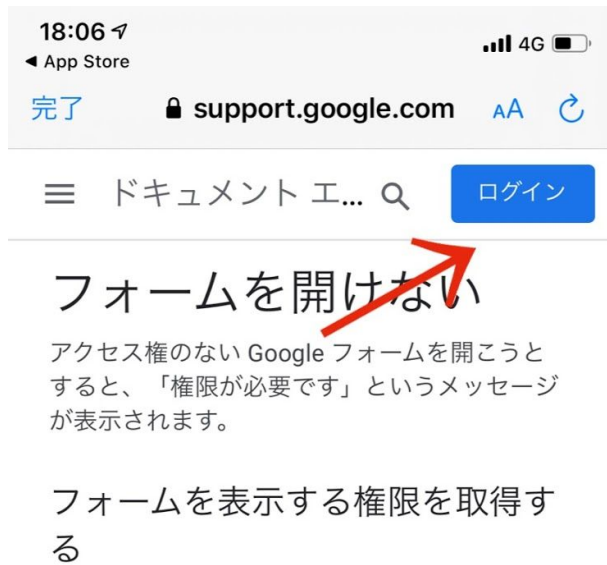 18:06
4G
◀ App Store
完了
support.google.com
AA
ドキュメント エ...
ログイン
フォームを開けない
アクセス権のない Google フォームを開こうと
すると、「権限が必要です」というメッセージ
が表示されます。
フォームを表示する権限を取得す
る